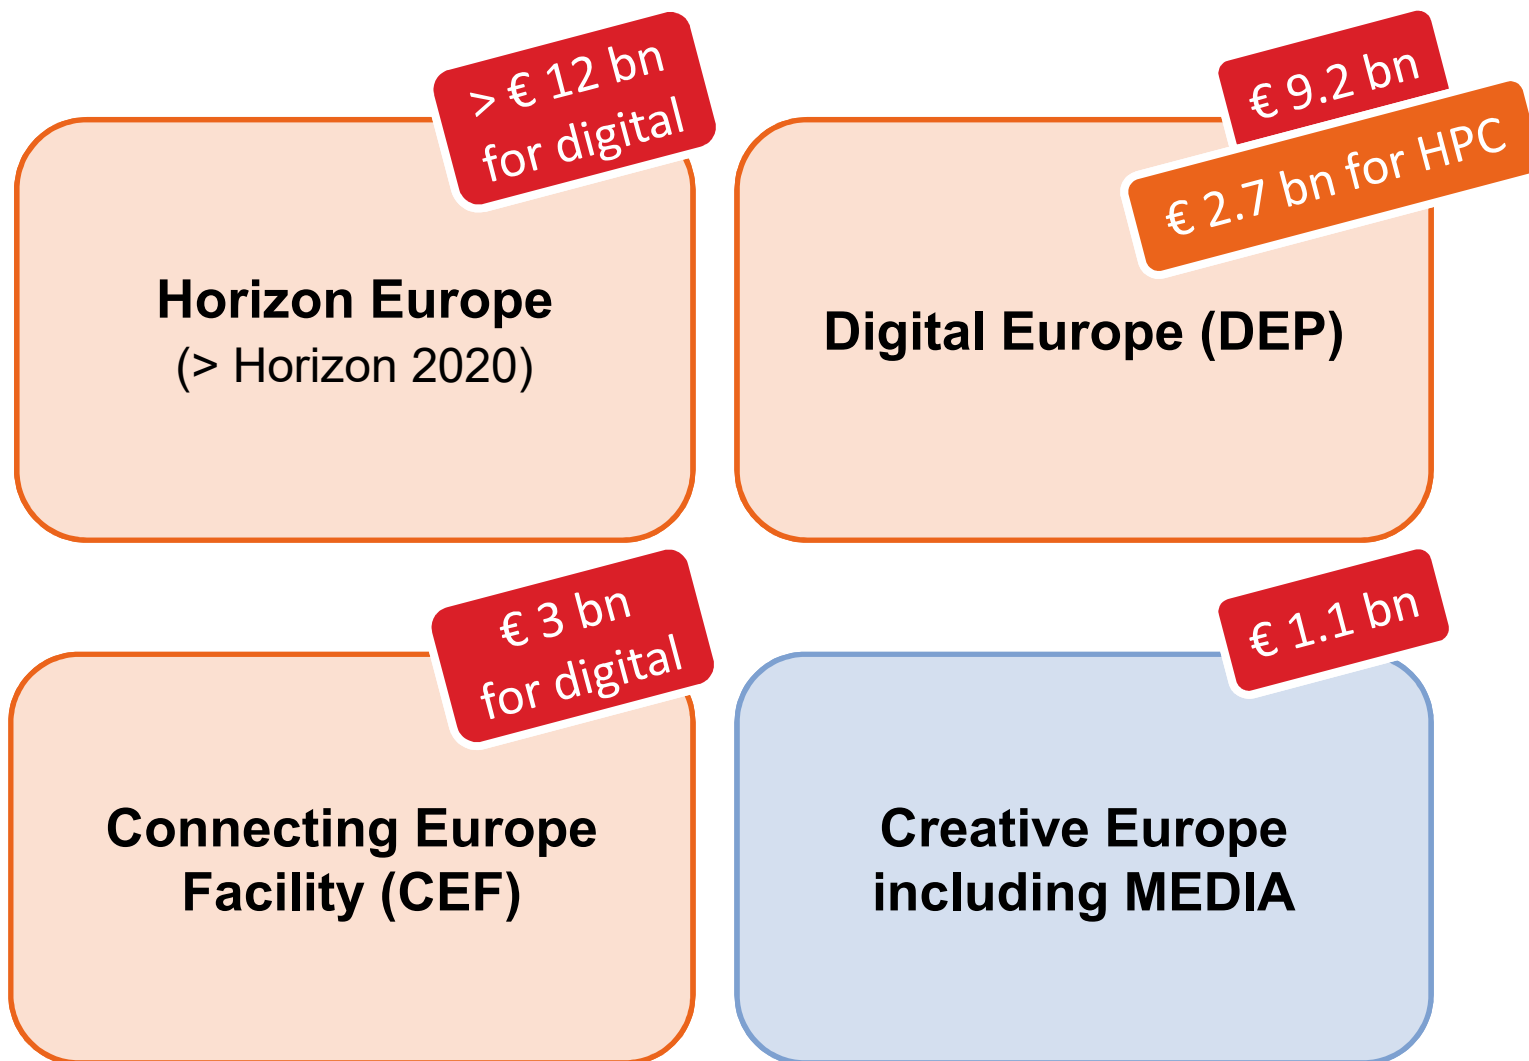 > € 12 bn
for digital
Horizon Europe
(> Horizon 2020)
€ 9.2 bn
€ 2.7 bn for HPC
Digital Europe (DEP)
€ 3 bn
for digital
Connecting Europe
Facility (CEF)
€ 1.1 bn
Creative Europe
including MEDIA